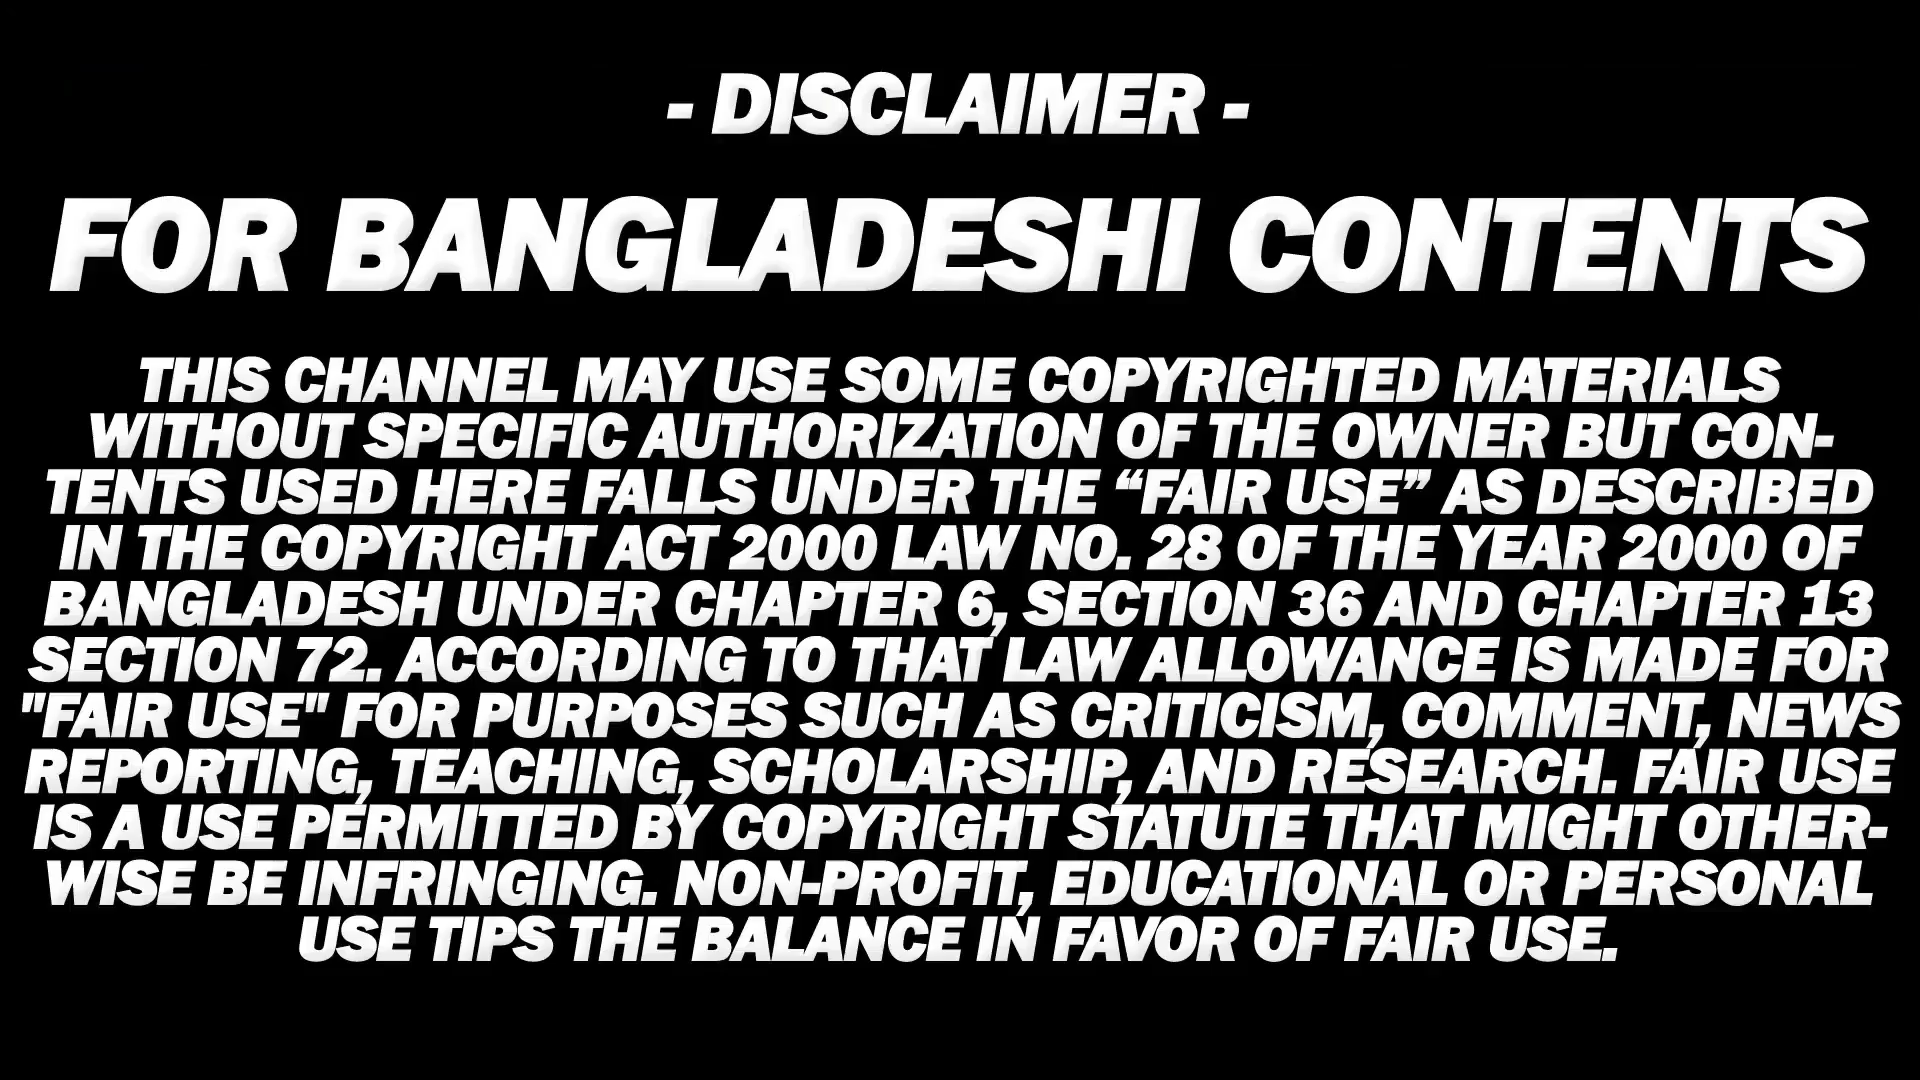 - DISCLAIMER -
FOR BANGLADESHI CONTENTS
THIS CHANNEL MAY USE SOME COPYRIGHTED MATERIALS
WITHOUT SPECIFIC AUTHORIZATION OF THE OWNER BUT CON-
TENTS USED HERE FALLS UNDER THE “FAIR USE” AS DESCRIBED
IN THE COPYRIGHT ACT 2000 LAW NO. 28 OF THE YEAR 2000 OF
BANGLADESH UNDER CHAPTER 6, SECTION 36 AND CHAPTER 13
SECTION 72. ACCORDING TO THAT LAW ALLOWANCE IS MADE FOR
"FAIR USE" FOR PURPOSES SUCH AS CRITICISM, COMMENT, NEWS
REPORTING, TEACHING, SCHOLARSHIP, AND RESEARCH. FAIR USE
IS A USE PERMITTED BY COPYRIGHT STATUTE THAT MIGHT OTHER-
WISE BE INFRINGING. NON-PROFIT, EDUCATIONAL OR PERSONAL
USE TIPS THE BALANCE IN FAVOR OF FAIR USE.